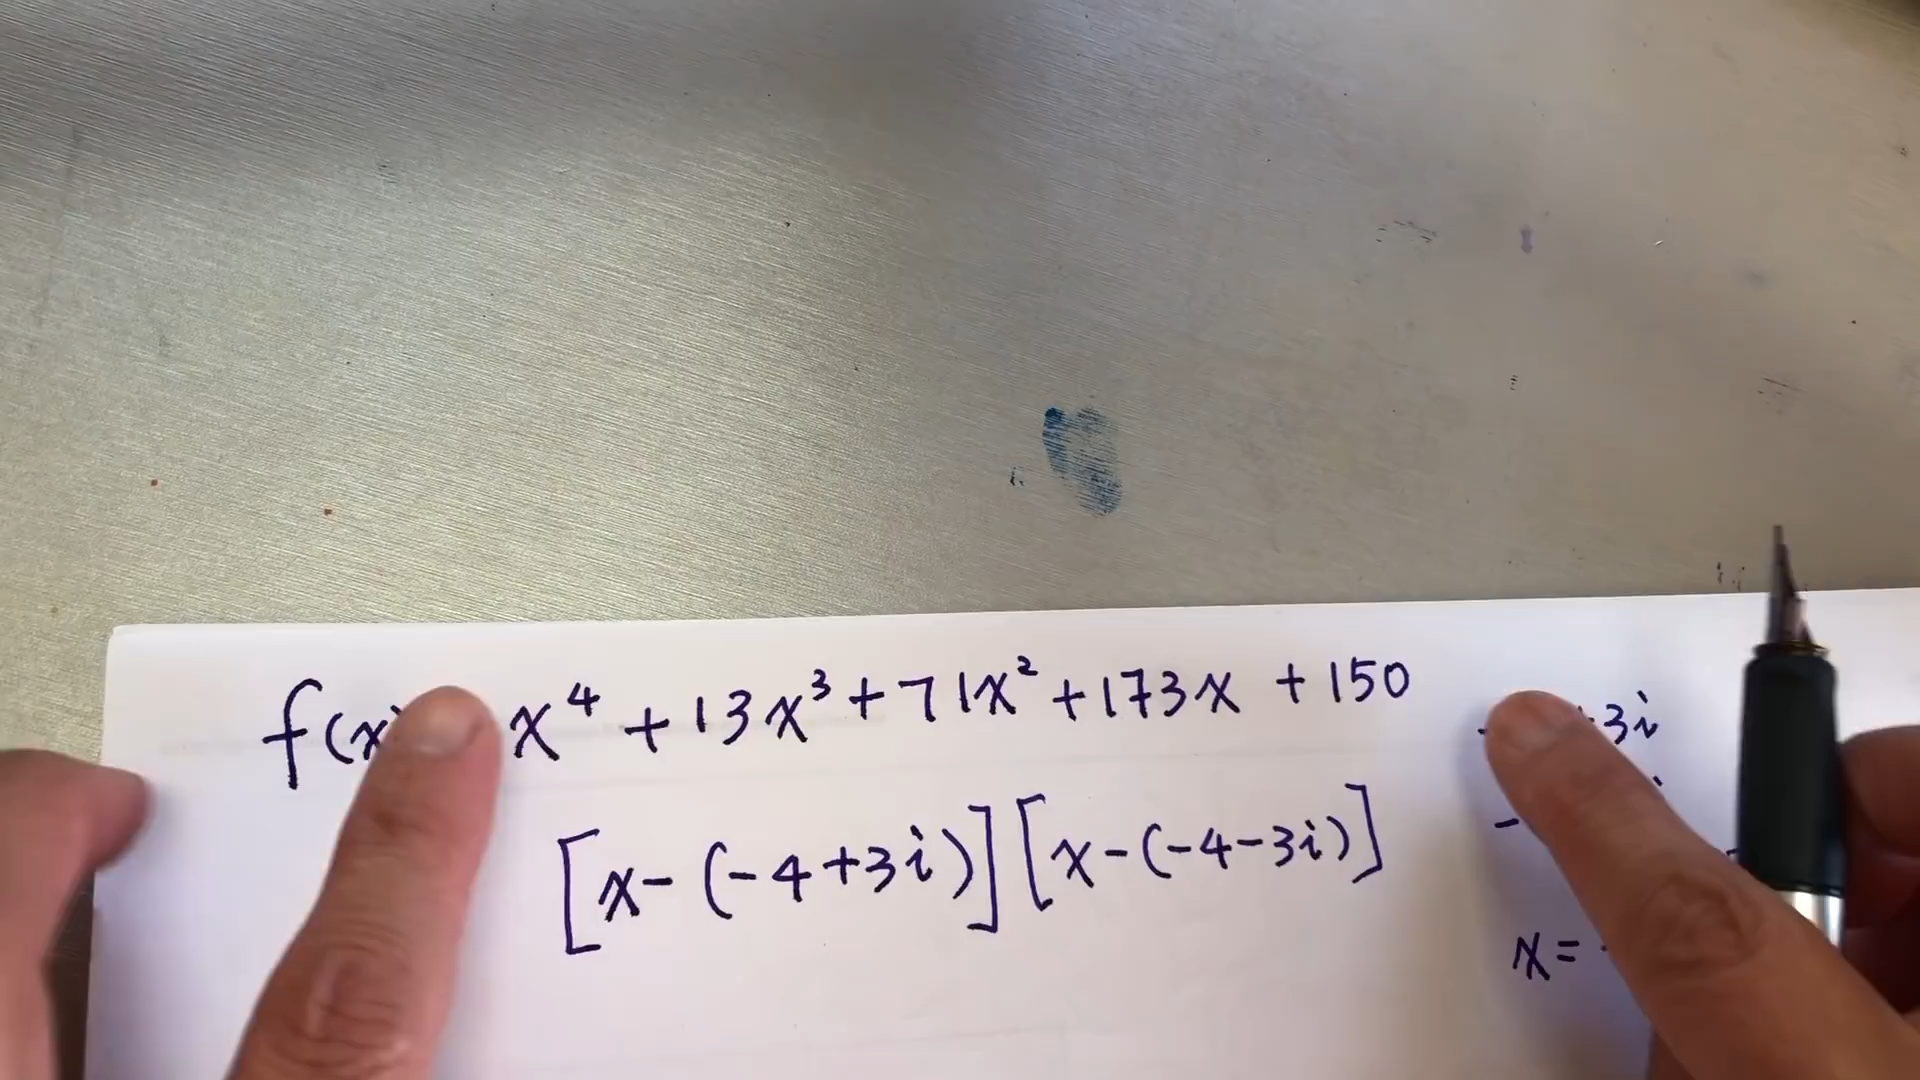 f(x) x⁴ + 13x³ + 71x² + 173x + 150
3i
[x - (-4 + 3i)] [x - (-4 - 3i)]
-
x =